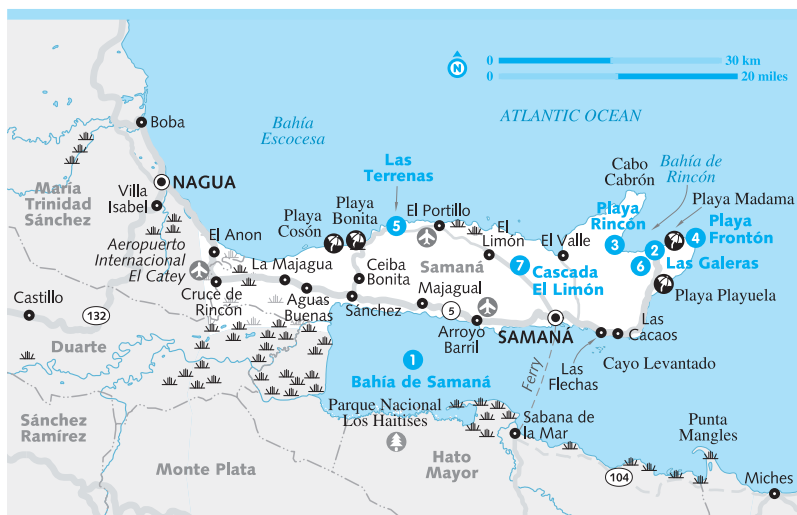 0 30 km
0 20 miles
N
ATLANTIC OCEAN
Boba
Bahía
Escocesa
Las
Terrenas
Cabo
Cabrón
Bahía de
Rincón
María
Trinidad
Sánchez
NAGUA
Villa
Isabel
Playa Madama
Playa
Cosón
Playa
Bonita
5
El Portillo
Playa
Rincón
3
2
4
Playa
Frontón
El Anon
El
Limón
El Valle
6
Las Galeras
Aeropuerto
Internacional
El Catey
La Majagua
Ceiba
Bonita
Samaná
7
Cascada
El Limón
Playa Playuela
Castillo
132
Cruce de
Rincón
Aguas
Buenas
Sánchez
Majagual
5
Arroyo
Barril
SAMANÁ
Las
Cácaos
Duarte
1
Bahía de Samaná
Ferry
Las
Flechas
Cayo Levantado
Sánchez
Ramírez
Parque Nacional
Los Haitises
Sabana de
la Mar
Punta
Mangles
Monte Plata
Hato
Mayor
104
Miches